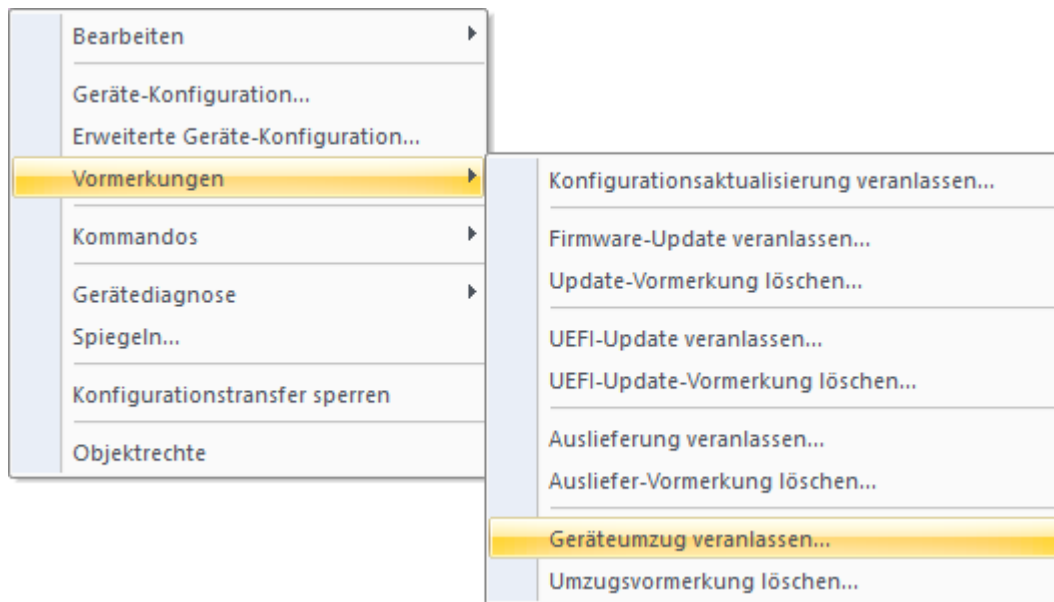 Bearbeiten
Geräte-Konfiguration...
Erweiterte Geräte-Konfiguration...
Vormerkungen
Kommandos
Gerätediagnose
Spiegeln...
Konfigurationstransfer sperren
Objektrechte
Konfigurationsaktualisierung veranlassen...
Firmware-Update veranlassen...
Update-Vormerkung löschen...
UEFI-Update veranlassen...
UEFI-Update-Vormerkung löschen...
Auslieferung veranlassen...
Ausliefer-Vormerkung löschen...
Geräteumzug veranlassen...
Umzugsvormerkung löschen...